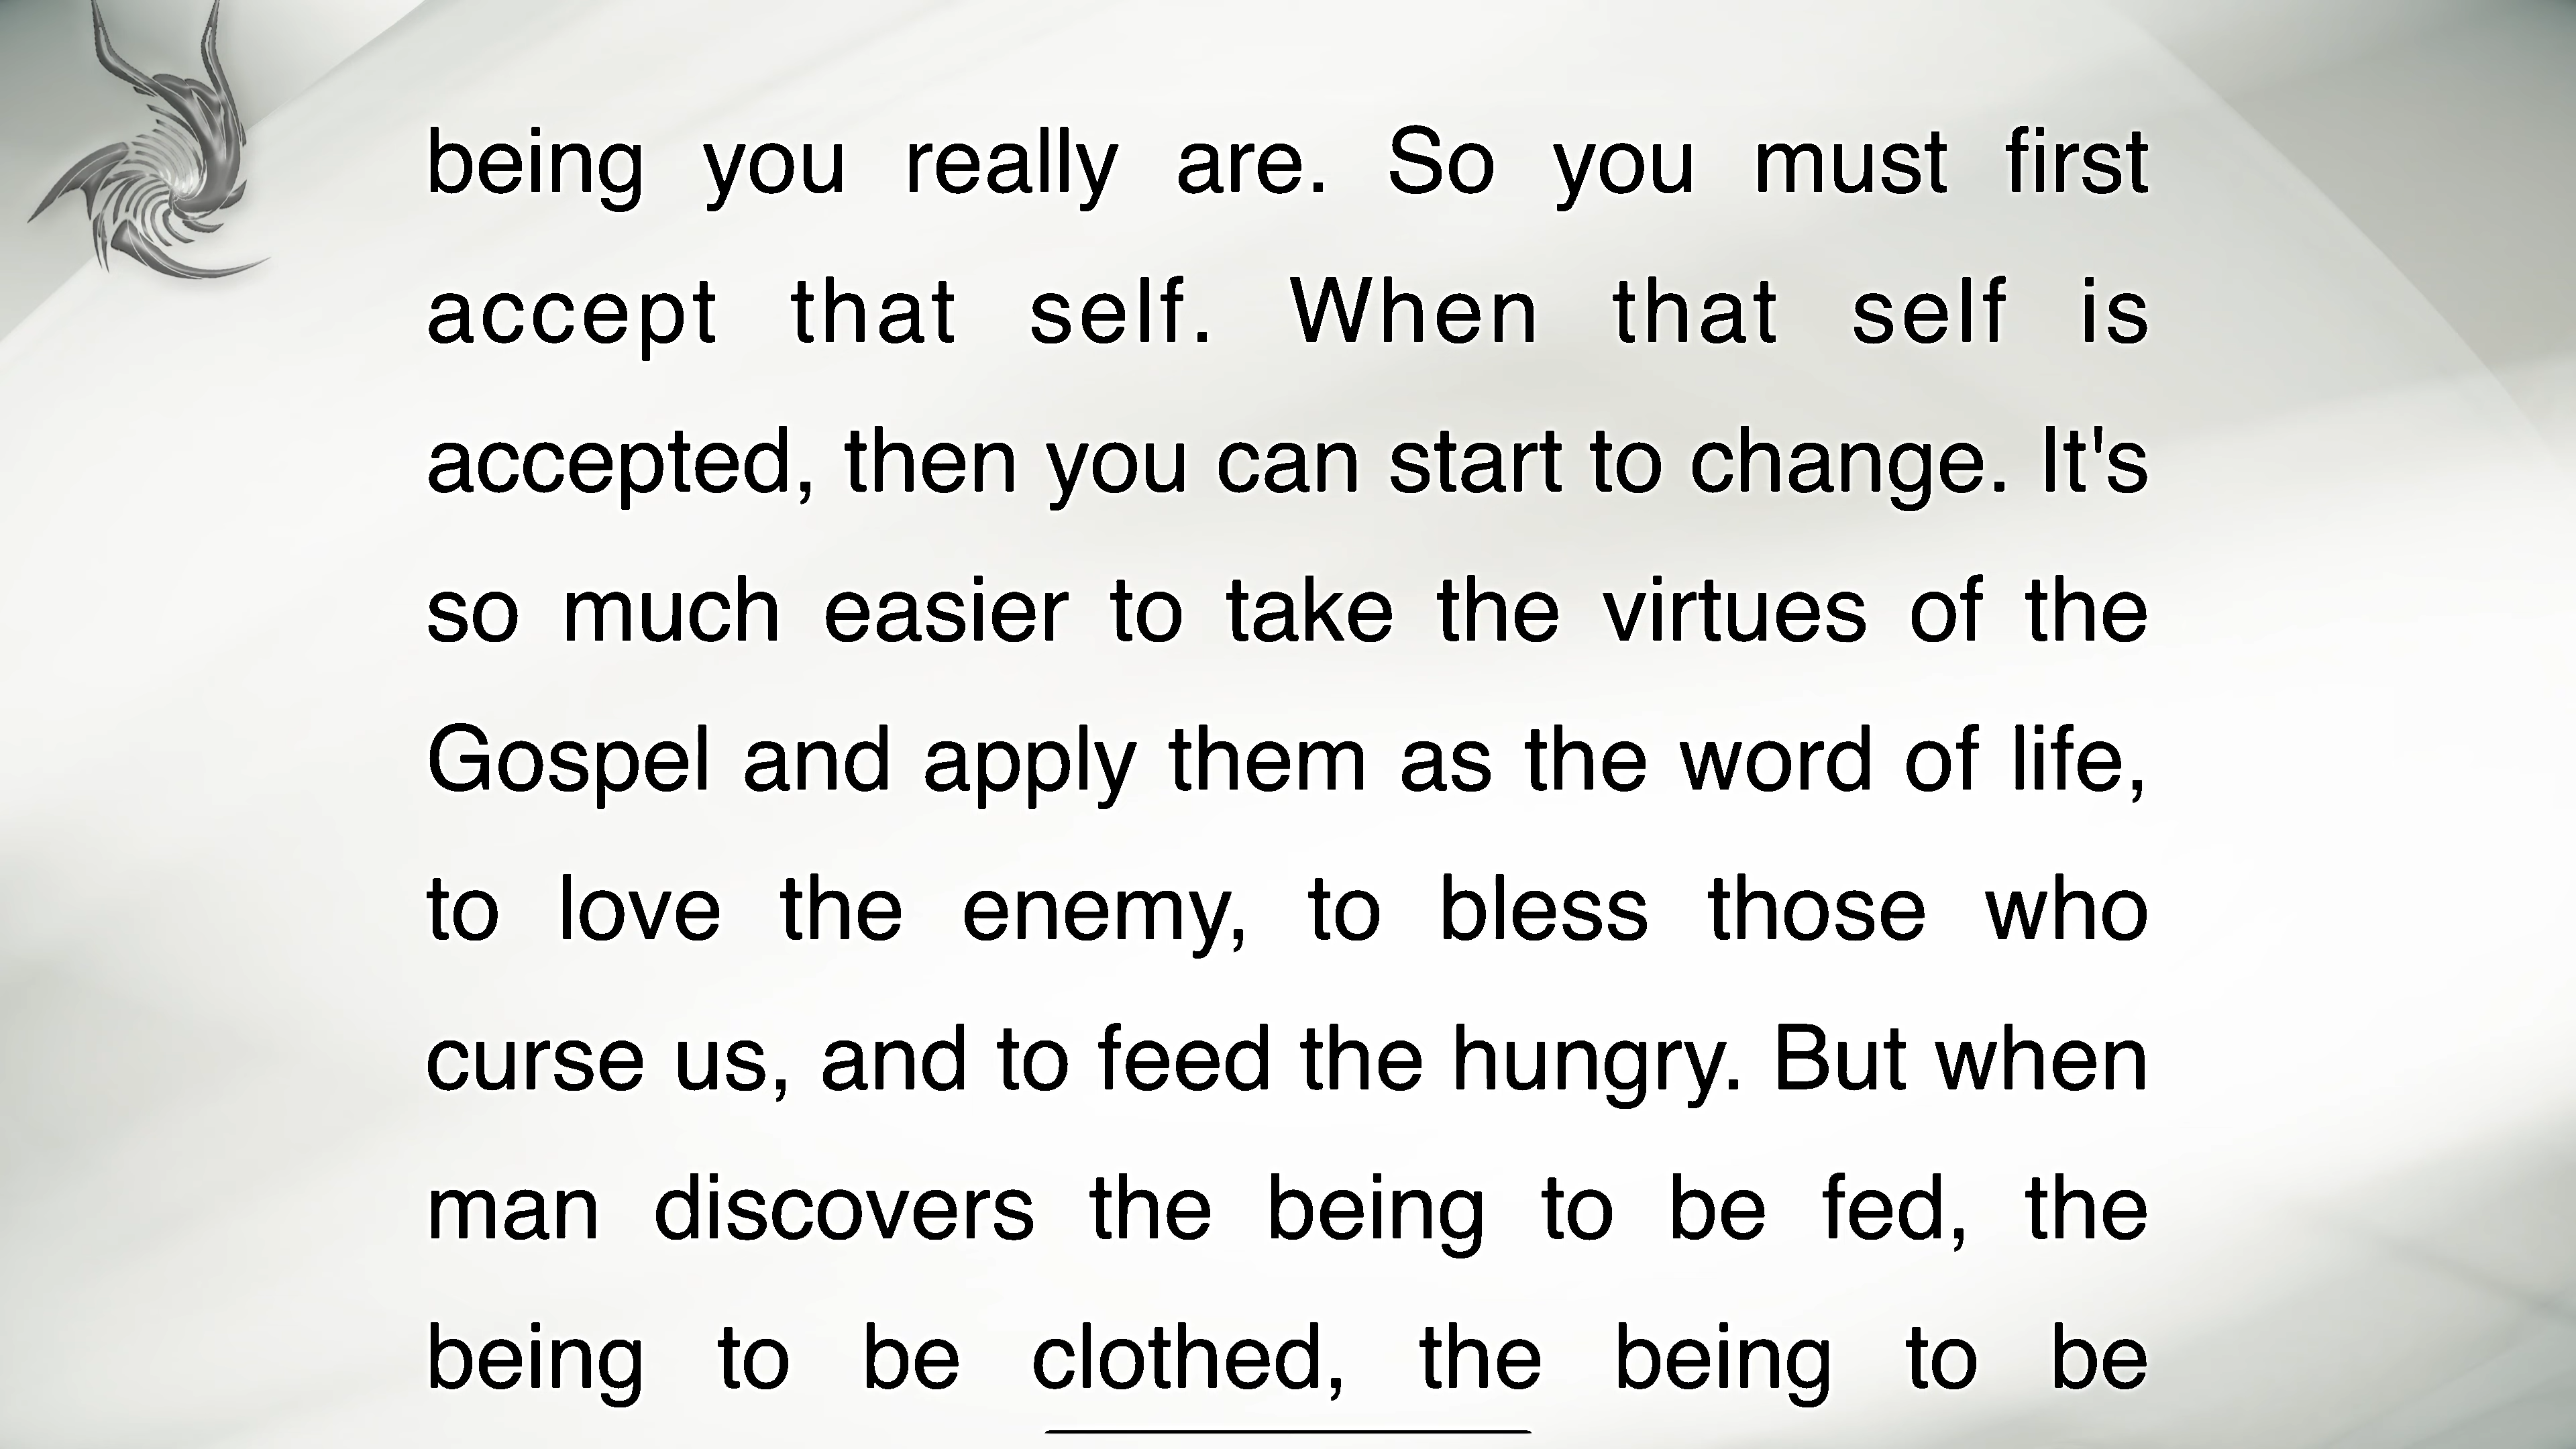 being you really are. So you must first
accept that self. When that self is
accepted, then you can start to change. It's
so much easier to take the virtues of the
Gospel and apply them as the word of life,
to love the enemy, to bless those who
curse us, and to feed the hungry. But when
man discovers the being to be fed, the
being to be clothed, the being to be